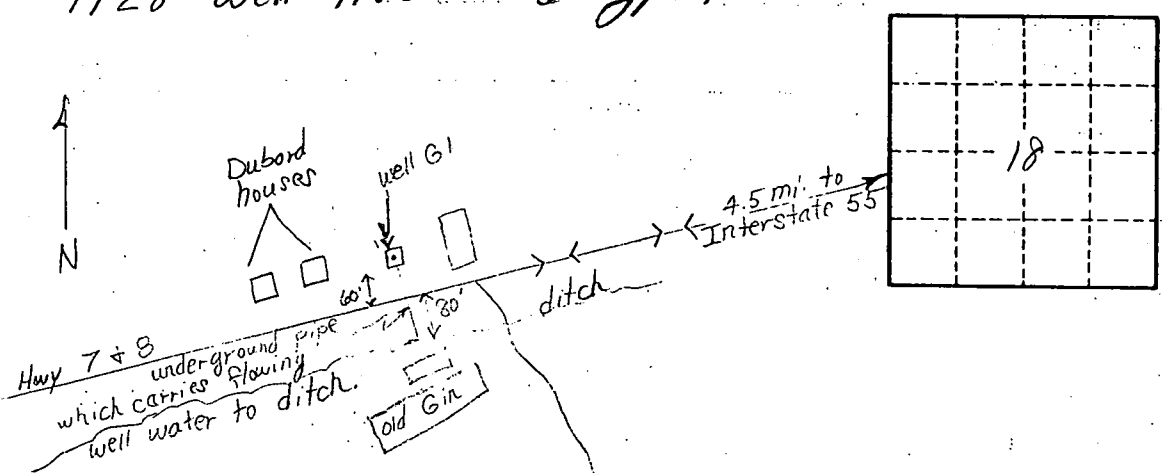 Dubord
houses
well G1
N
60'
80'
4.5 mi. to
Interstate 55
18
ditch
Hwy 7 & 8
underground pipe
which carries flowing
well water to ditch.
old Gin